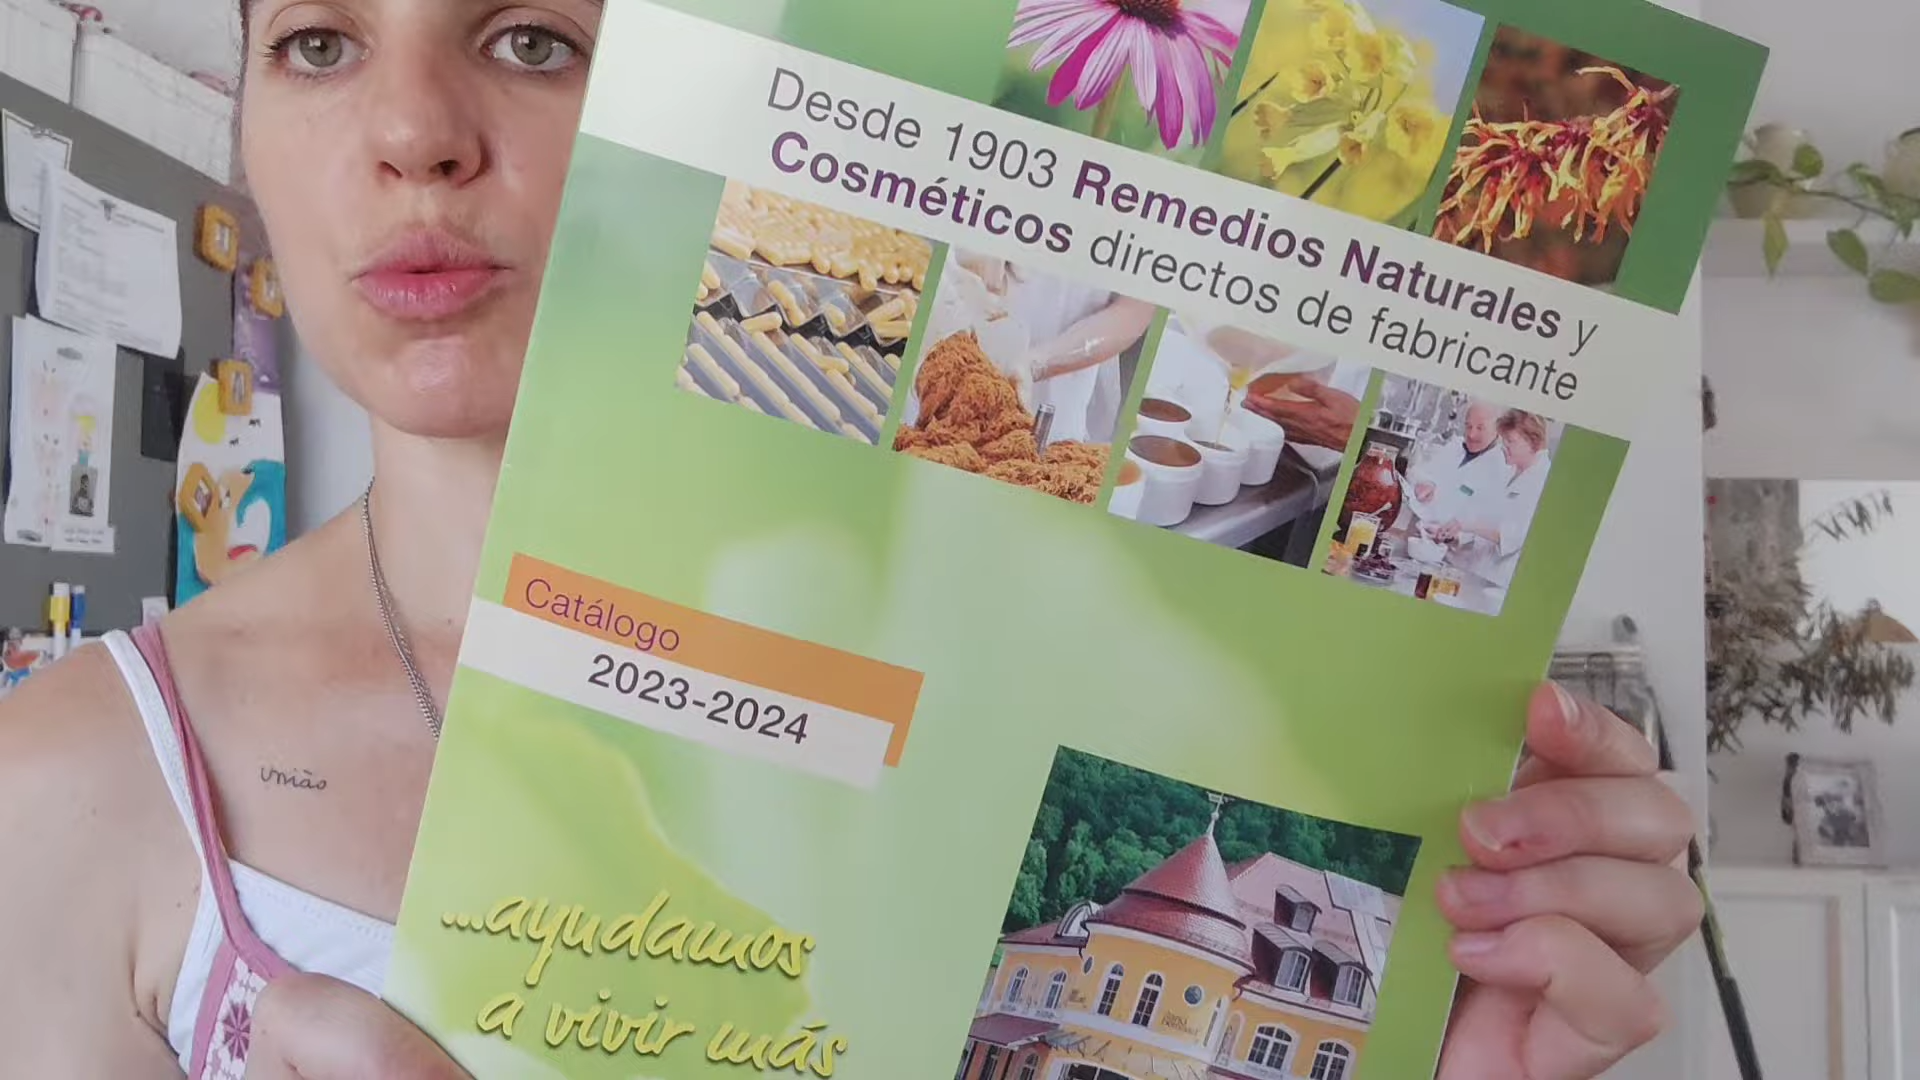 Desde 1903 Remedios Naturales y
Cosméticos directos de fabricante
Catálogo
2023-2024
...ayudamos
a vivir más
união